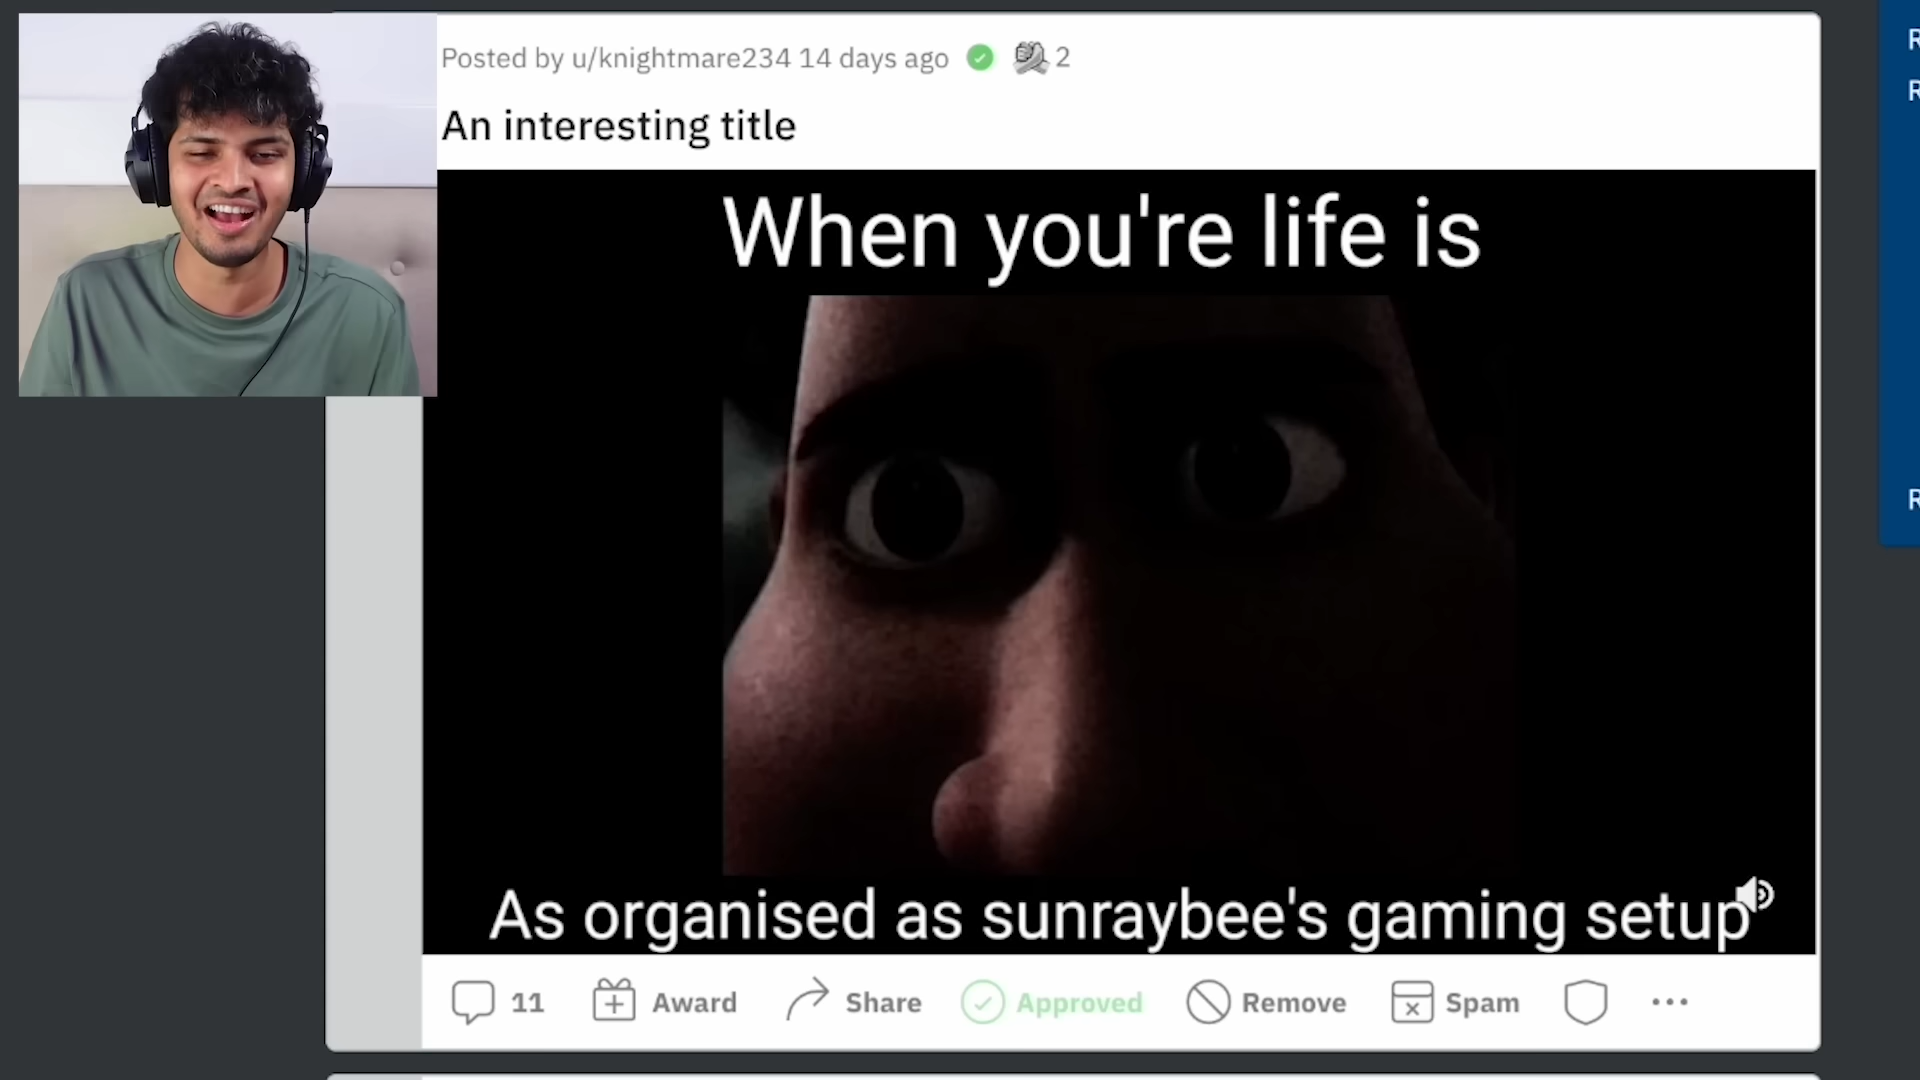 Posted by u/knightmare234 14 days ago 2
An interesting title
When you're life is
As organised as sunraybee's gaming setup
11 Award Share Approved Remove Spam ...
R
R
R